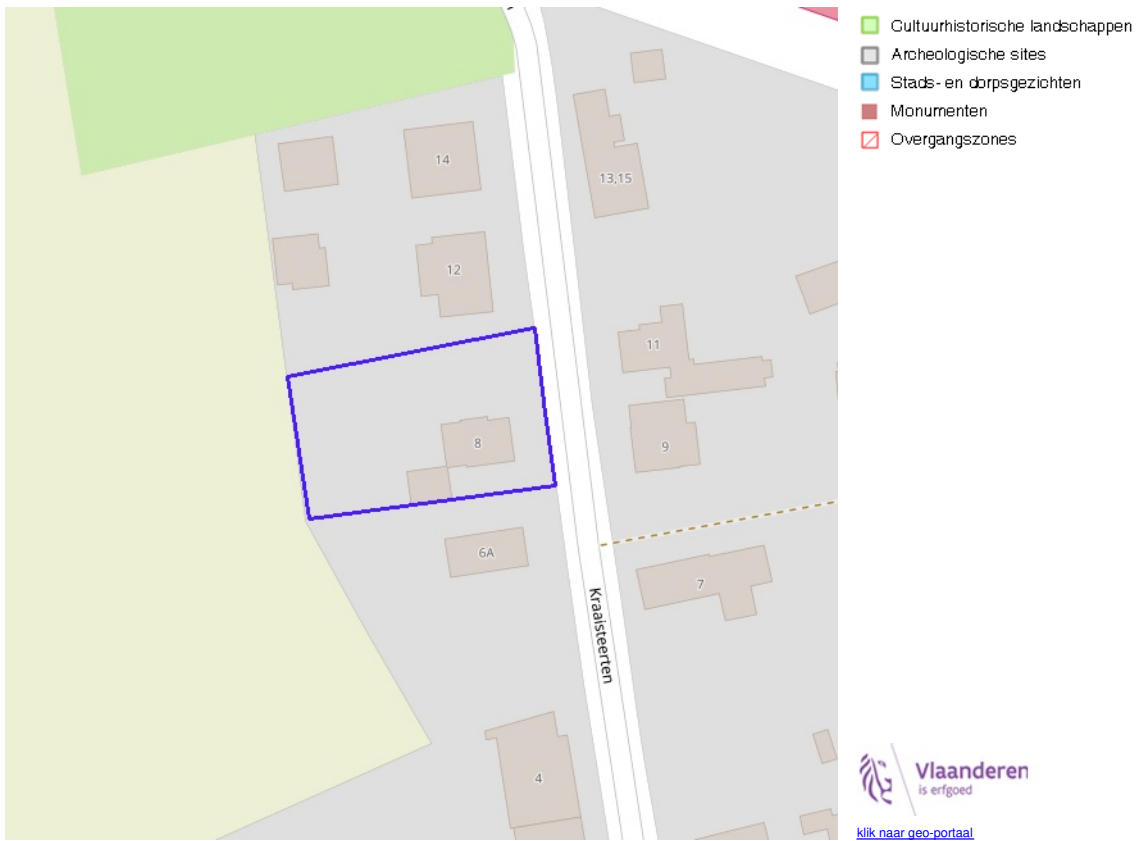 Cultuurhistorische landschappen
Archeologische sites
Stads- en dorpsgezichten
Monumenten
Overgangszones
14
13,15
12
11
8
9
6A
7
Kraaisteerten
4
Vlaanderen
is erfgoed
klik naar geo-portaal